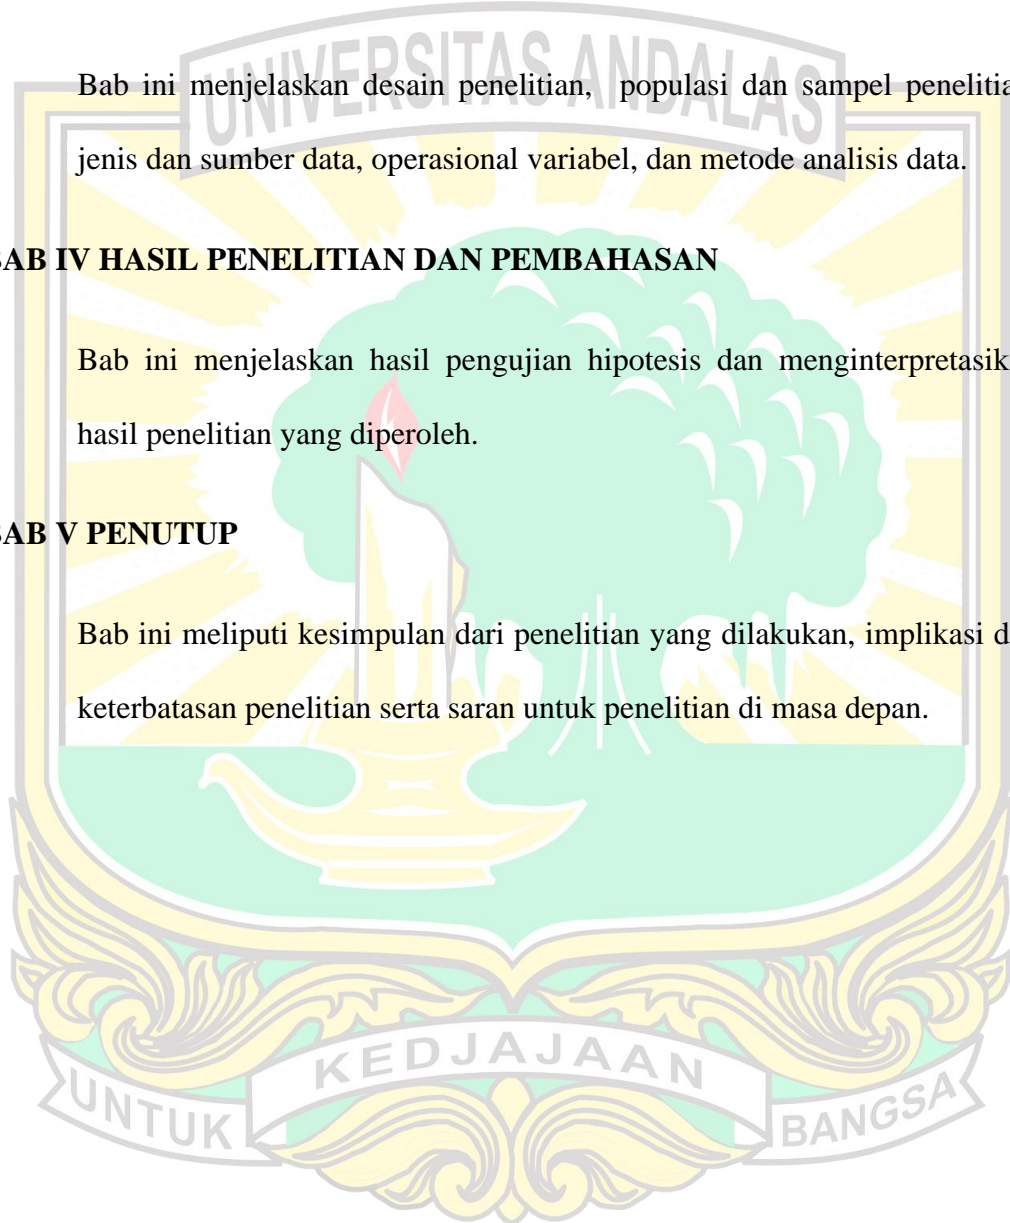 UNIVERSITAS ANDALAS
Bab ini menjelaskan desain penelitian, populasi dan sampel penelitia
jenis dan sumber data, operasional variabel, dan metode analisis data.
AB IV HASIL PENELITIAN DAN PEMBAHASAN
Bab ini menjelaskan hasil pengujian hipotesis dan menginterpretasik
hasil penelitian yang diperoleh.
AB V PENUTUP
Bab ini meliputi kesimpulan dari penelitian yang dilakukan, implikasi d
keterbatasan penelitian serta saran untuk penelitian di masa depan.
UNTUK KEDJAJAAN BANGSA